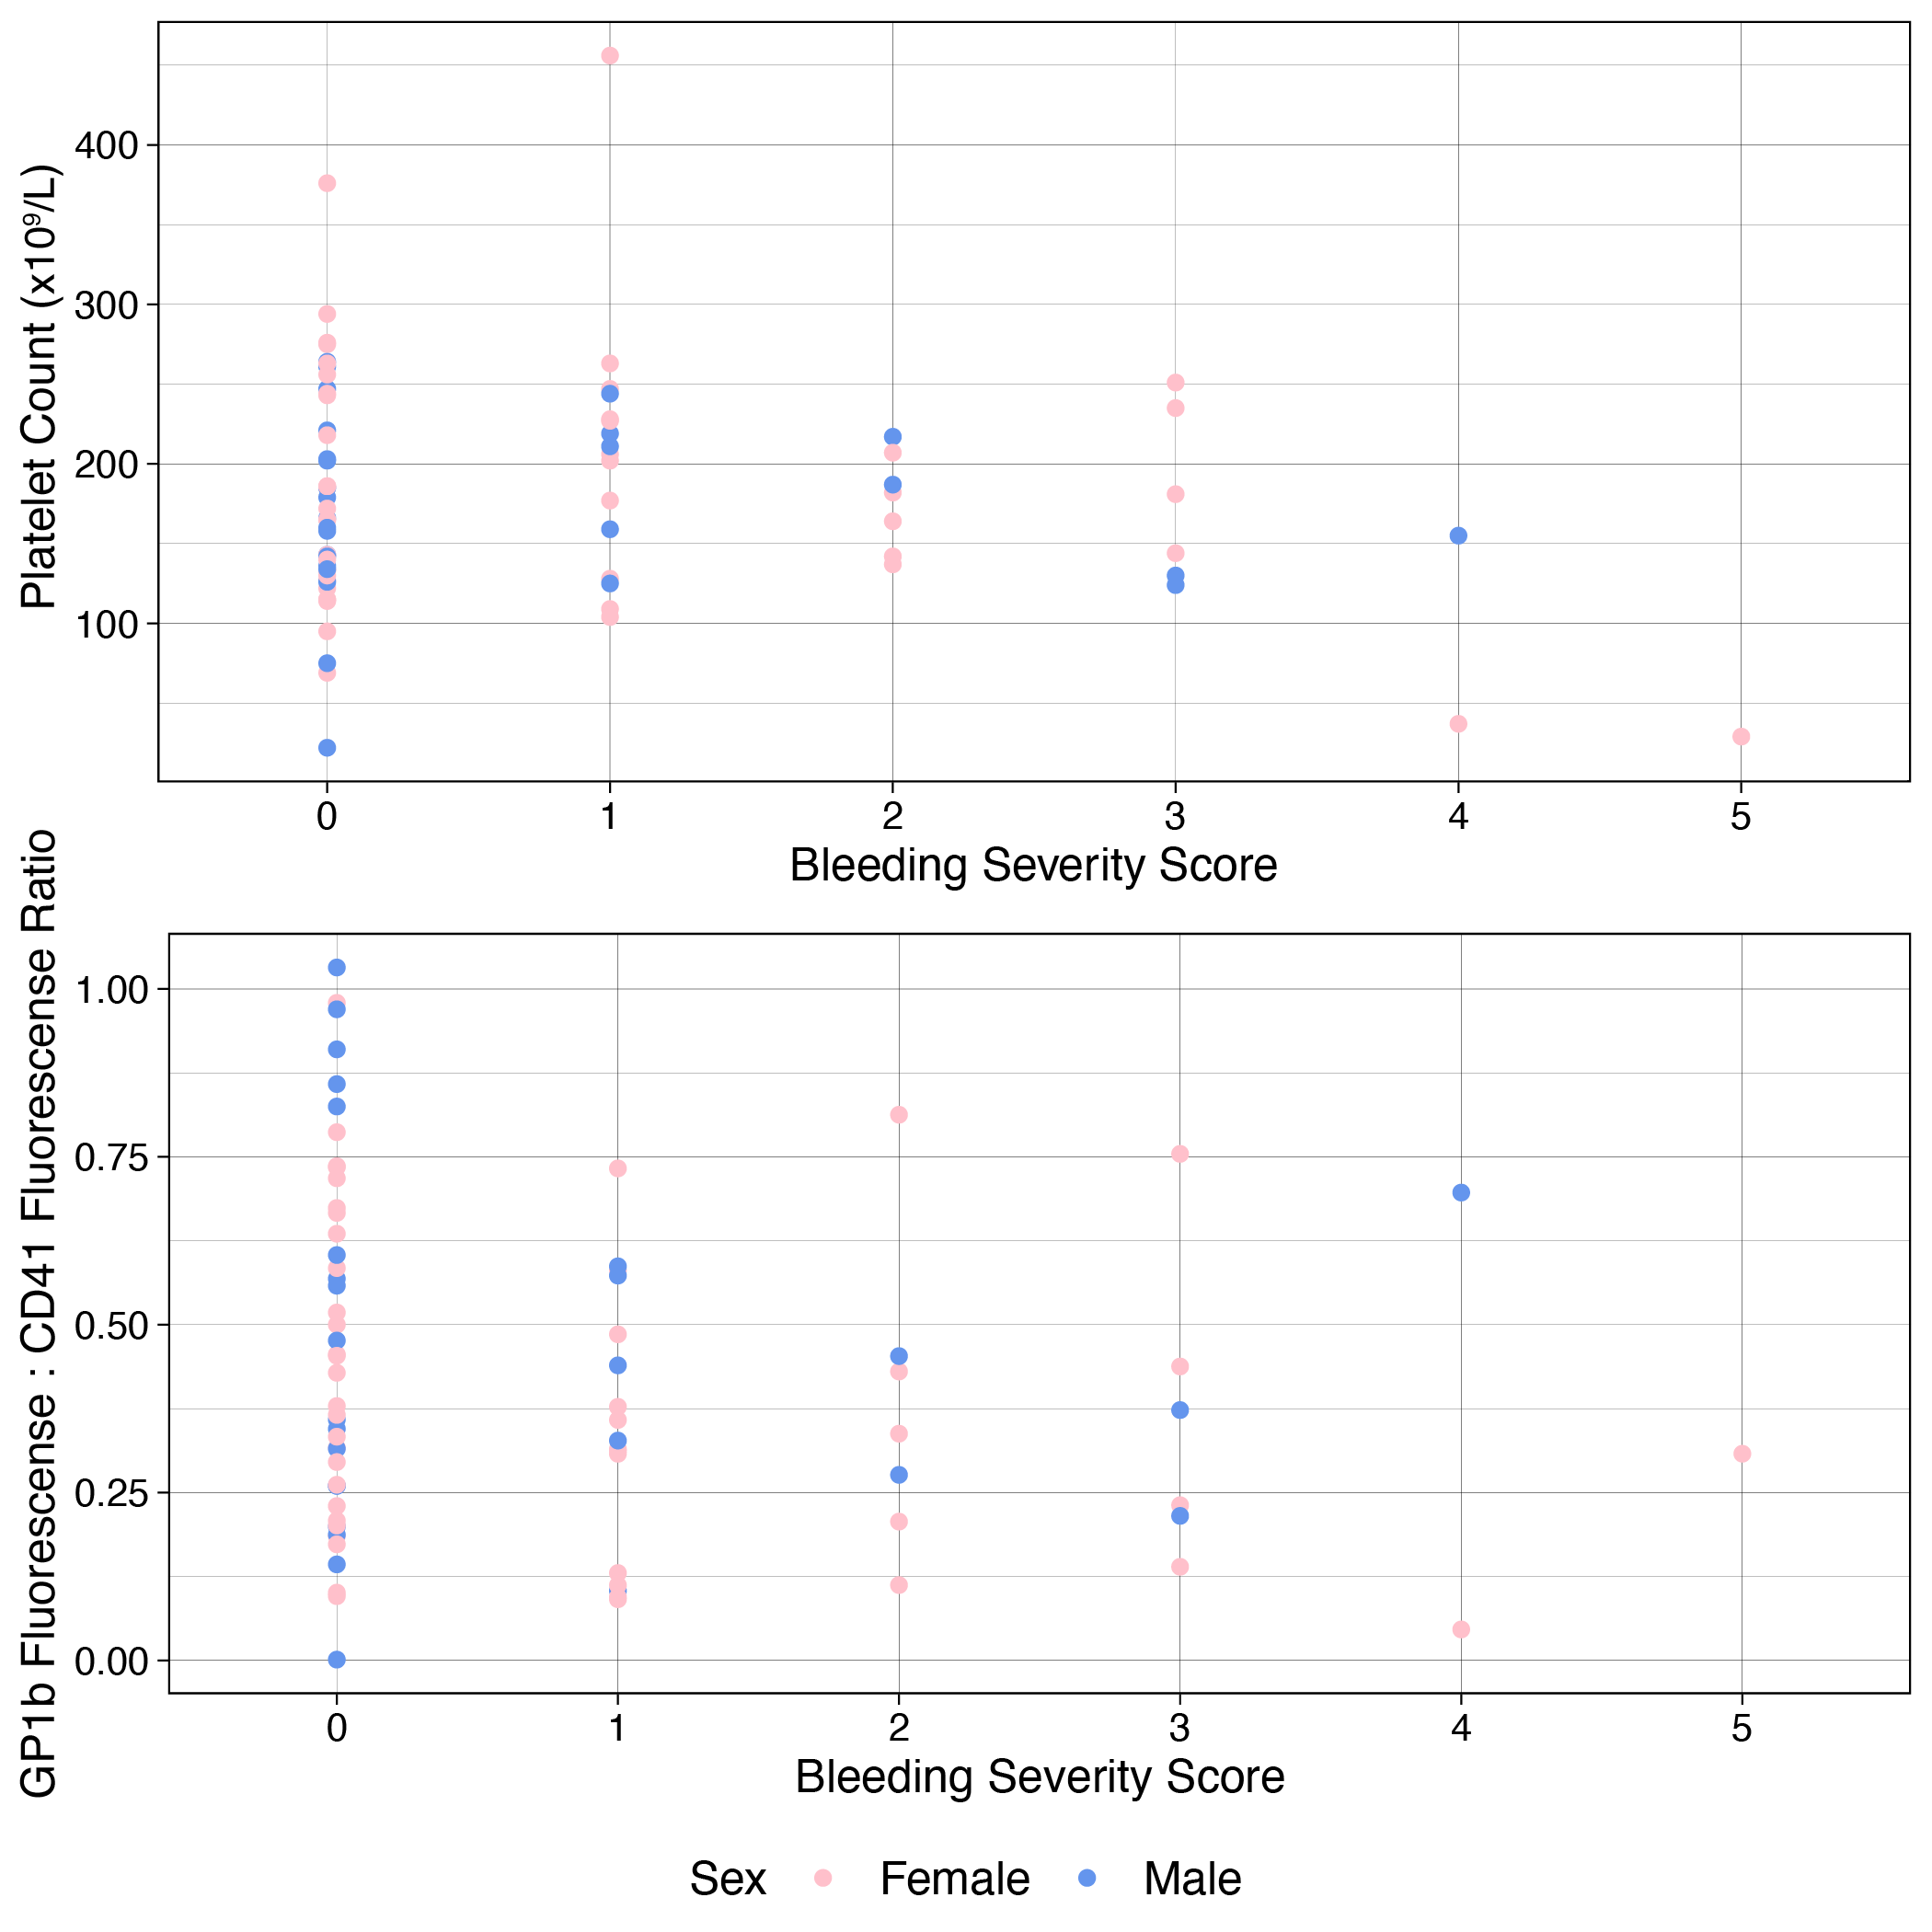 Platelet Count (x10⁹/L)
400
300
200
100
0 1 2 3 4 5
Bleeding Severity Score
GP1b Fluorescense : CD41 Fluorescense Ratio
1.00
0.75
0.50
0.25
0.00
0 1 2 3 4 5
Bleeding Severity Score
Sex Female Male